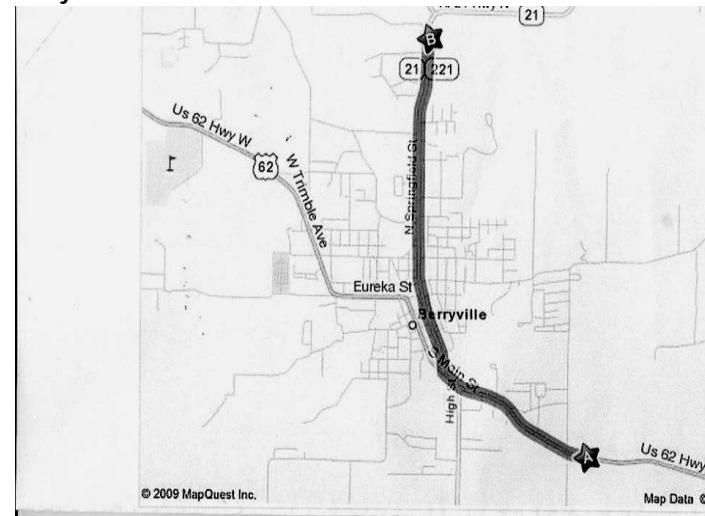 21
B
21 221
Us 62 Hwy W
62
W Trimble Ave
N Springfield St
Eureka St
Berryville
S Main St
High St
A
Us 62 Hwy
© 2009 MapQuest Inc.
Map Data ©